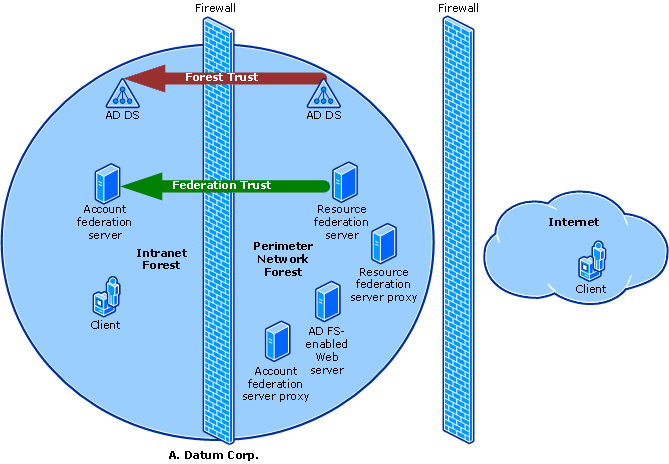 Firewall
Firewall
Forest Trust
AD DS
AD DS
Federation Trust
Account
federation
server
Resource
federation
server
Internet
Intranet
Forest
Perimeter
Network
Forest
Resource
federation
server proxy
Client
Client
AD FS-
enabled
Web
server
Account
federation
server proxy
A. Datum Corp.